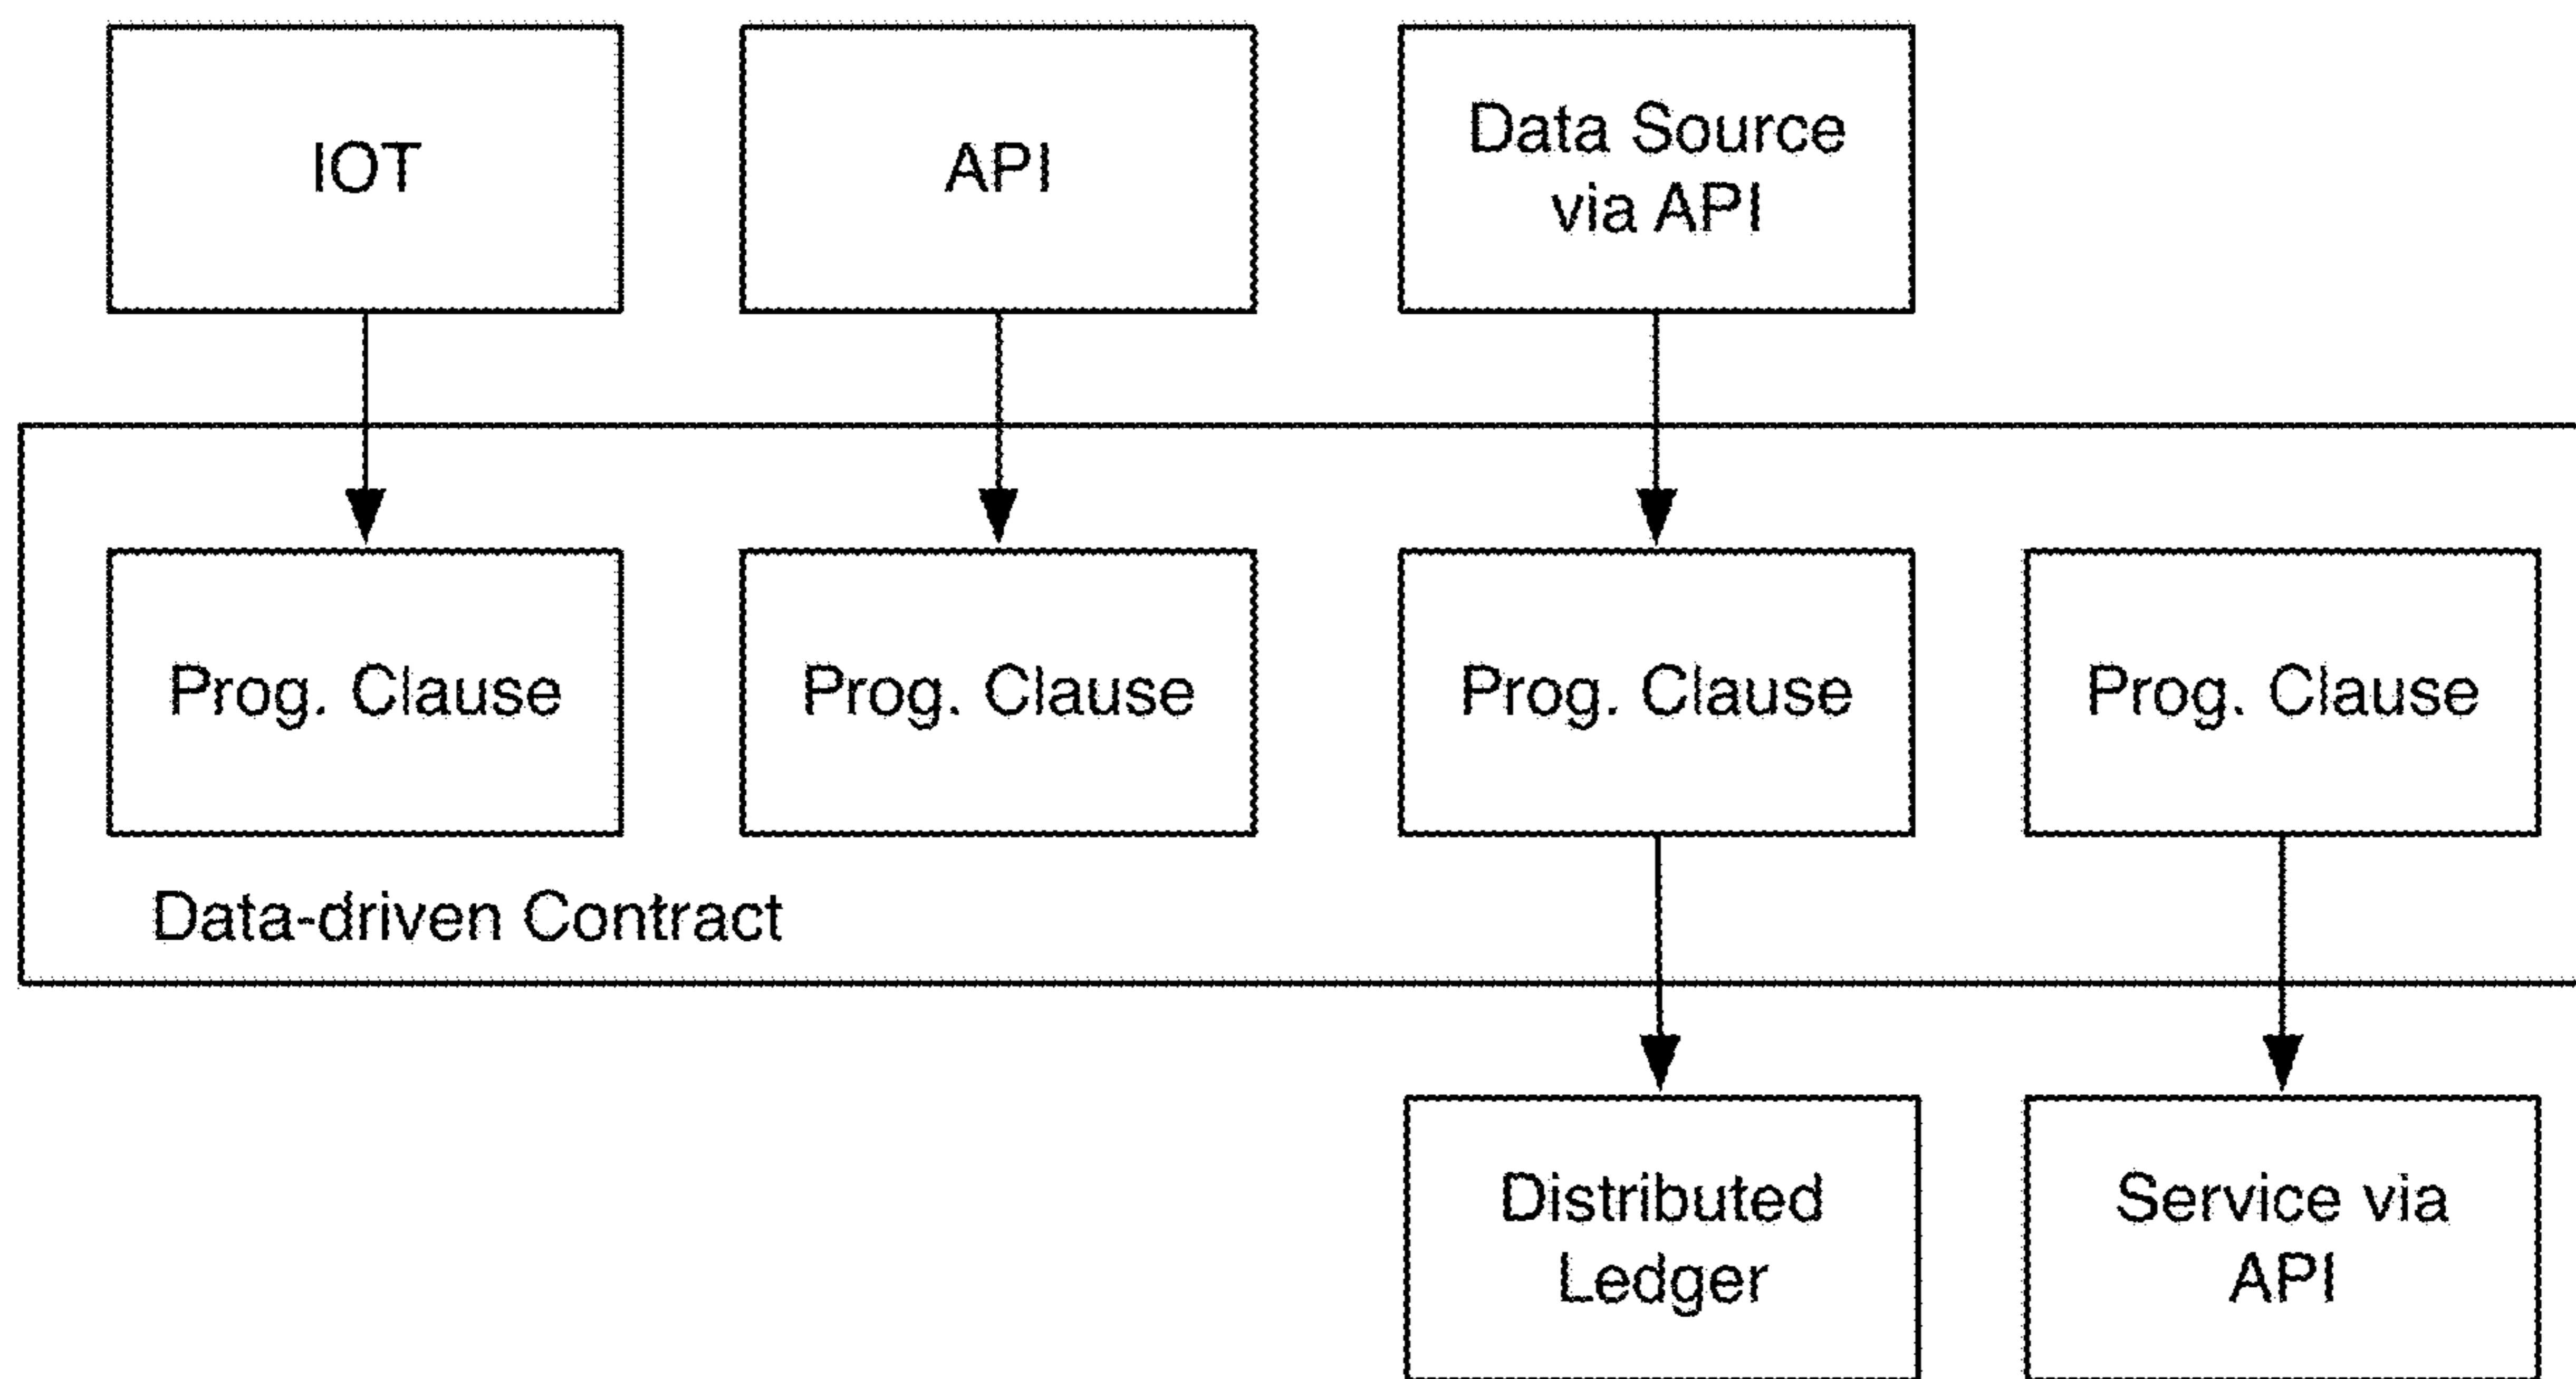 IOT
API
Data Source
via API
Prog. Clause
Prog. Clause
Prog. Clause
Prog. Clause
Data-driven Contract
Distributed
Ledger
Service via
API